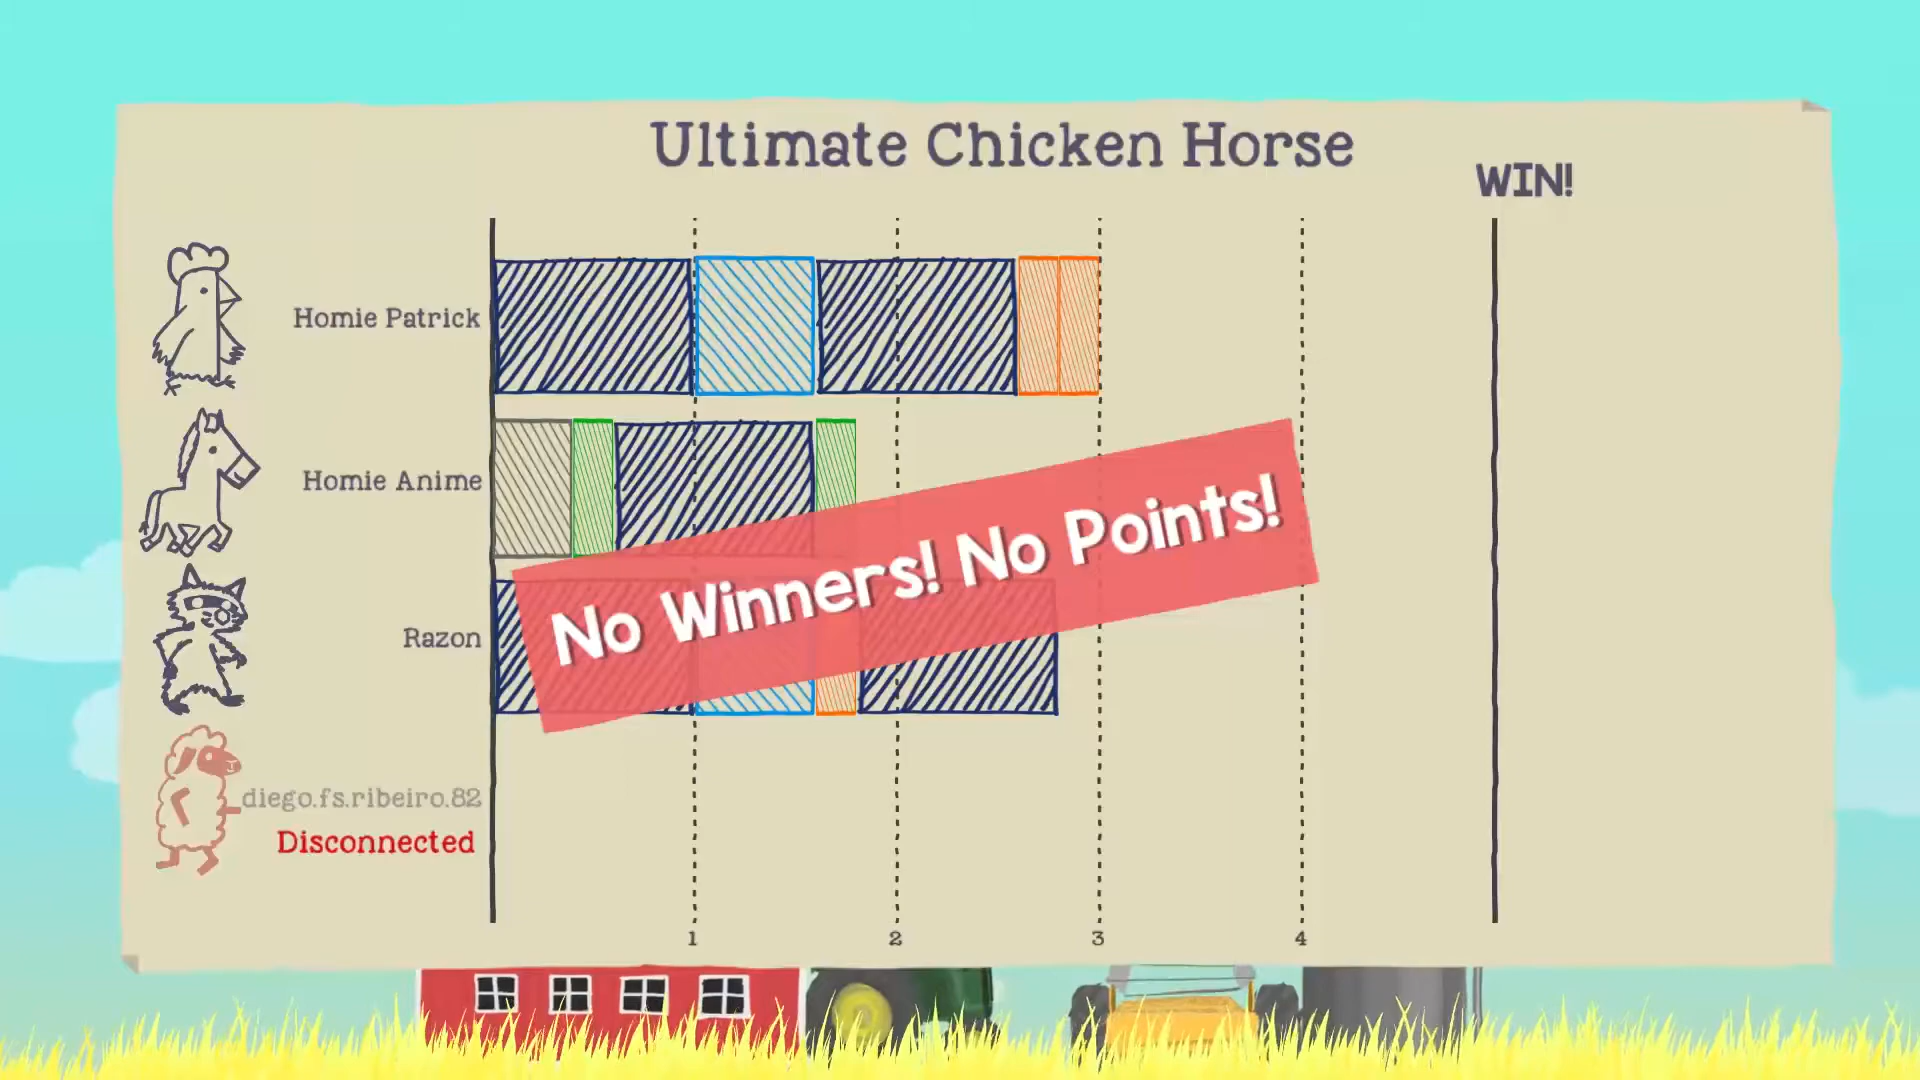 Ultimate Chicken Horse
WIN!
Homie Patrick
Homie Anime
No Winners! No Points!
Razon
diego.fs.ribeiro.82
Disconnected
1 2 3 4